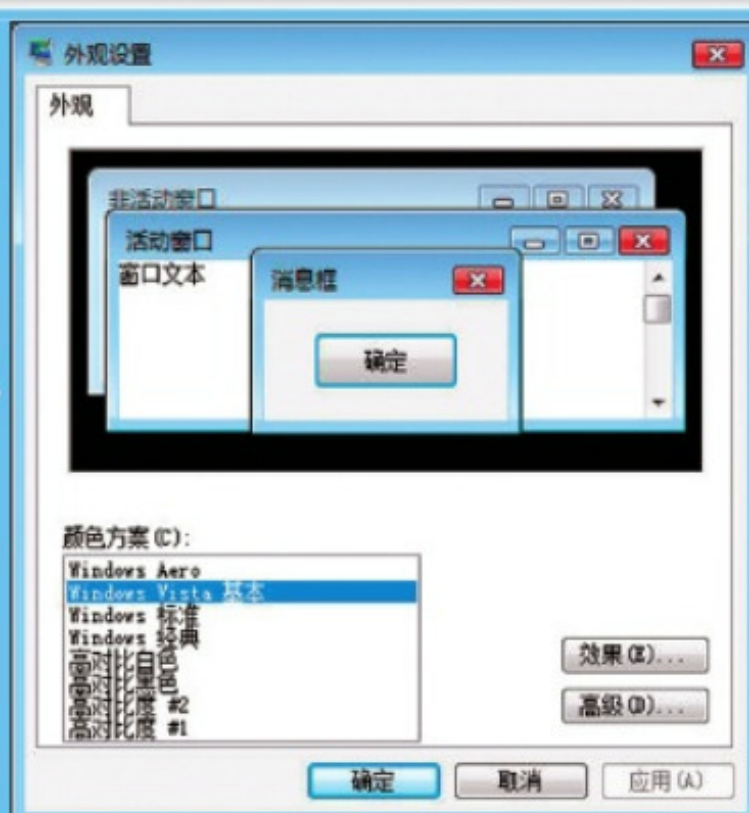 外观设置
外观
非活动窗口
活动窗口
窗口文本
消息框
确定
颜色方案(C):
Windows Aero
Windows Vista 基本
Windows 标准
Windows 经典
高对比白色
高对比黑色
高对比度 #2
高对比度 #1
效果(E)...
高级(D)...
确定
取消
应用(A)